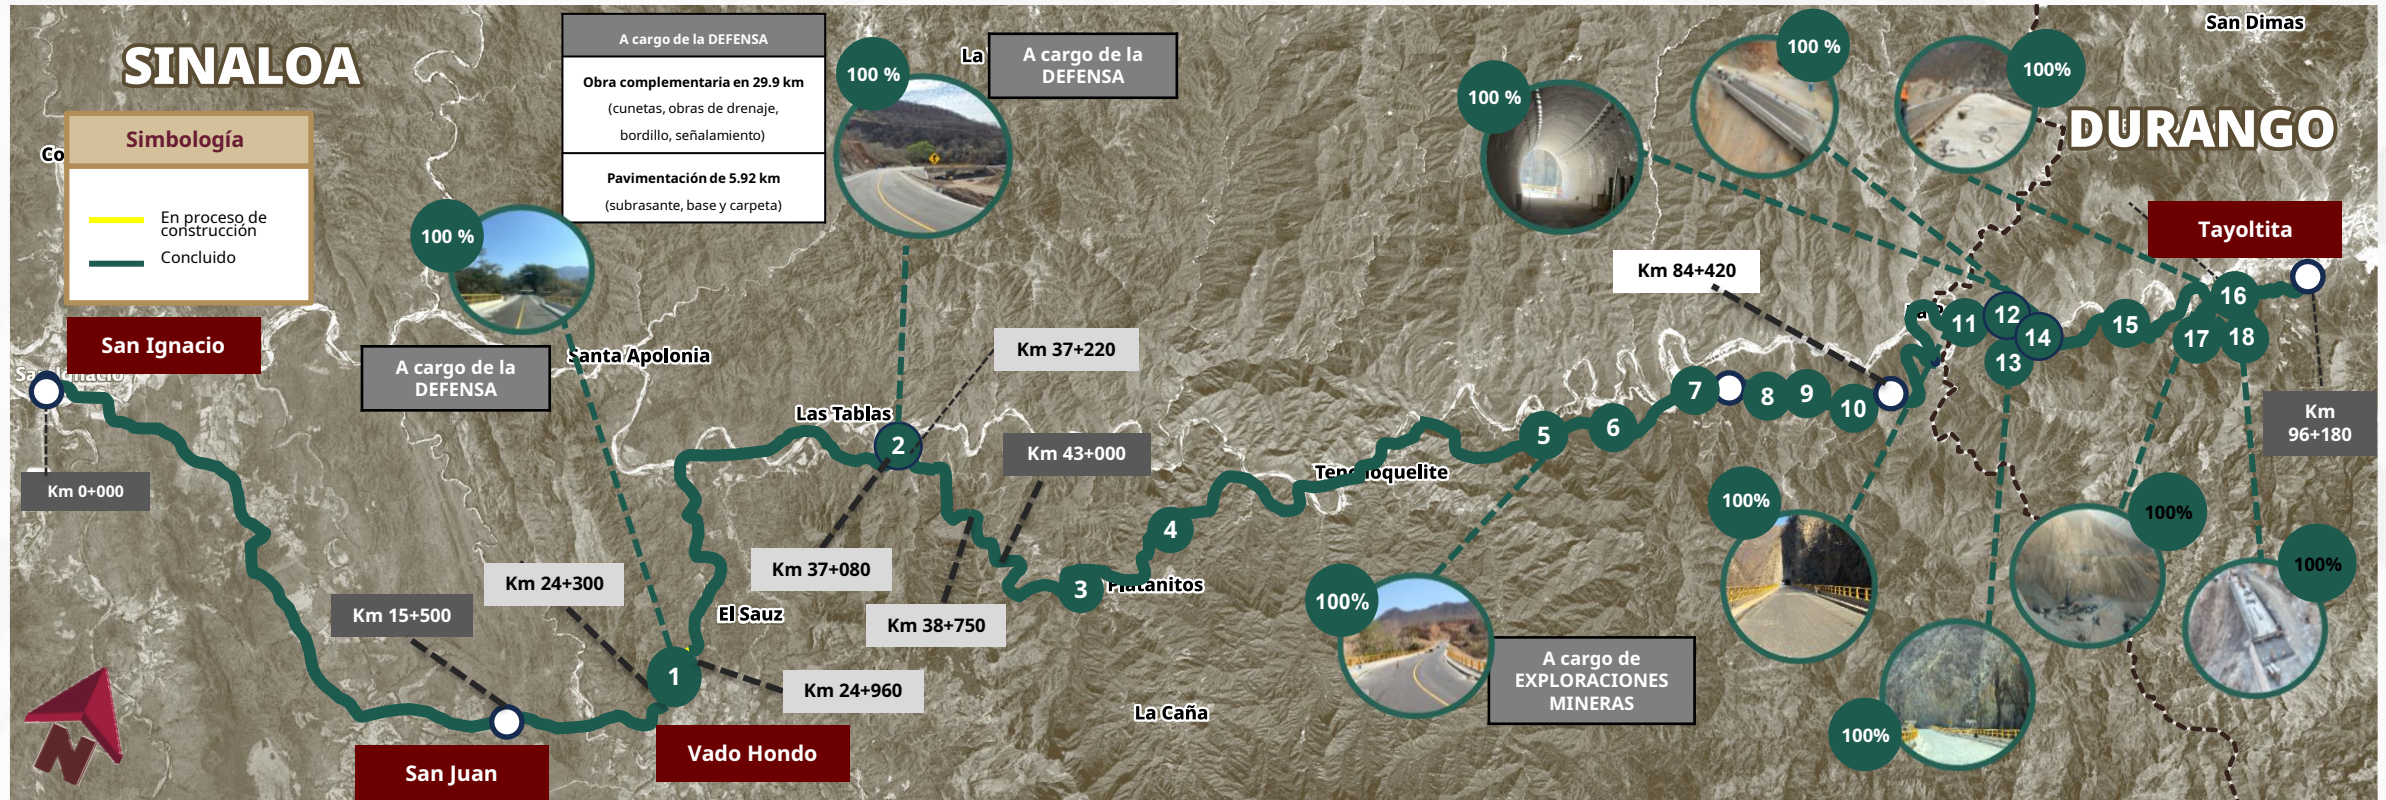 SINALOA
Simbología
En proceso de
construcción
Concluido
San Ignacio
San Ignacio
Km 0+000
A cargo de la DEFENSA
Obra complementaria en 29.9 km
(cunetas, obras de drenaje,
bordillo, señalamiento)
Pavimentación de 5.92 km
(subrasante, base y carpeta)
100 %
A cargo de la
DEFENSA
Santa Apolonia
100 %
La
A cargo de la
DEFENSA
Las Tablas
2
Km 37+220
Km 43+000
Km 37+080
Km 38+750
Km 24+300
Km 15+500
El Sauz
1
Km 24+960
Vado Hondo
San Juan
N
3
Platanitos
4
La Caña
Tenchoquelite
5
6
7
8
9
10
Km 84+420
100 %
100 %
100%
San Dimas
DURANGO
Tayoltita
11
12
13
14
15
16
17
18
Km
96+180
100%
A cargo de
EXPLORACIONES
MINERAS
100%
100%
100%
100%